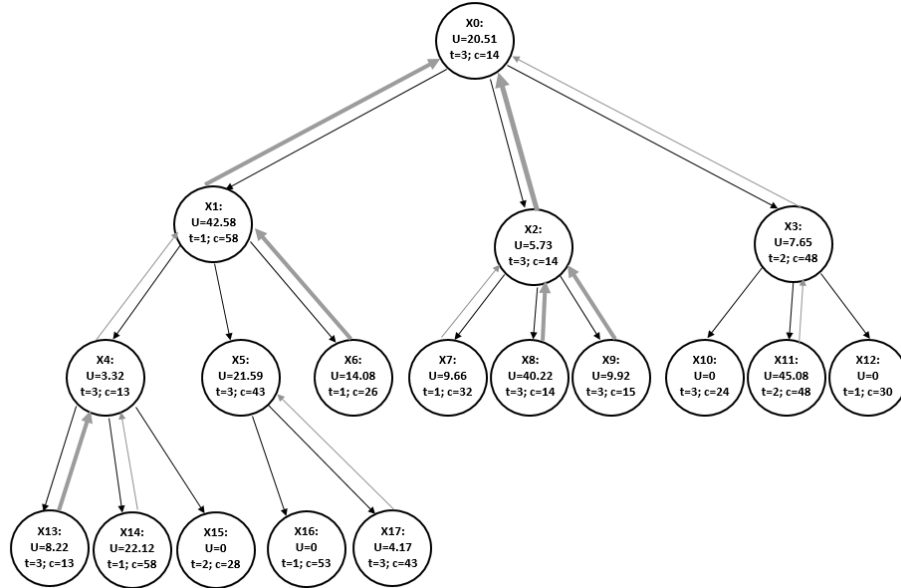 X0:
U=20.51
t=3; c=14
X1:
U=42.58
t=1; c=58
X2:
U=5.73
t=3; c=14
X3:
U=7.65
t=2; c=48
X4:
U=3.32
t=3; c=13
X5:
U=21.59
t=3; c=43
X6:
U=14.08
t=1; c=26
X7:
U=9.66
t=1; c=32
X8:
U=40.22
t=3; c=14
X9:
U=9.92
t=3; c=15
X10:
U=0
t=3; c=24
X11:
U=45.08
t=2; c=48
X12:
U=0
t=1; c=30
X13:
U=8.22
t=3; c=13
X14:
U=22.12
t=1; c=58
X15:
U=0
t=2; c=28
X16:
U=0
t=1; c=53
X17:
U=4.17
t=3; c=43